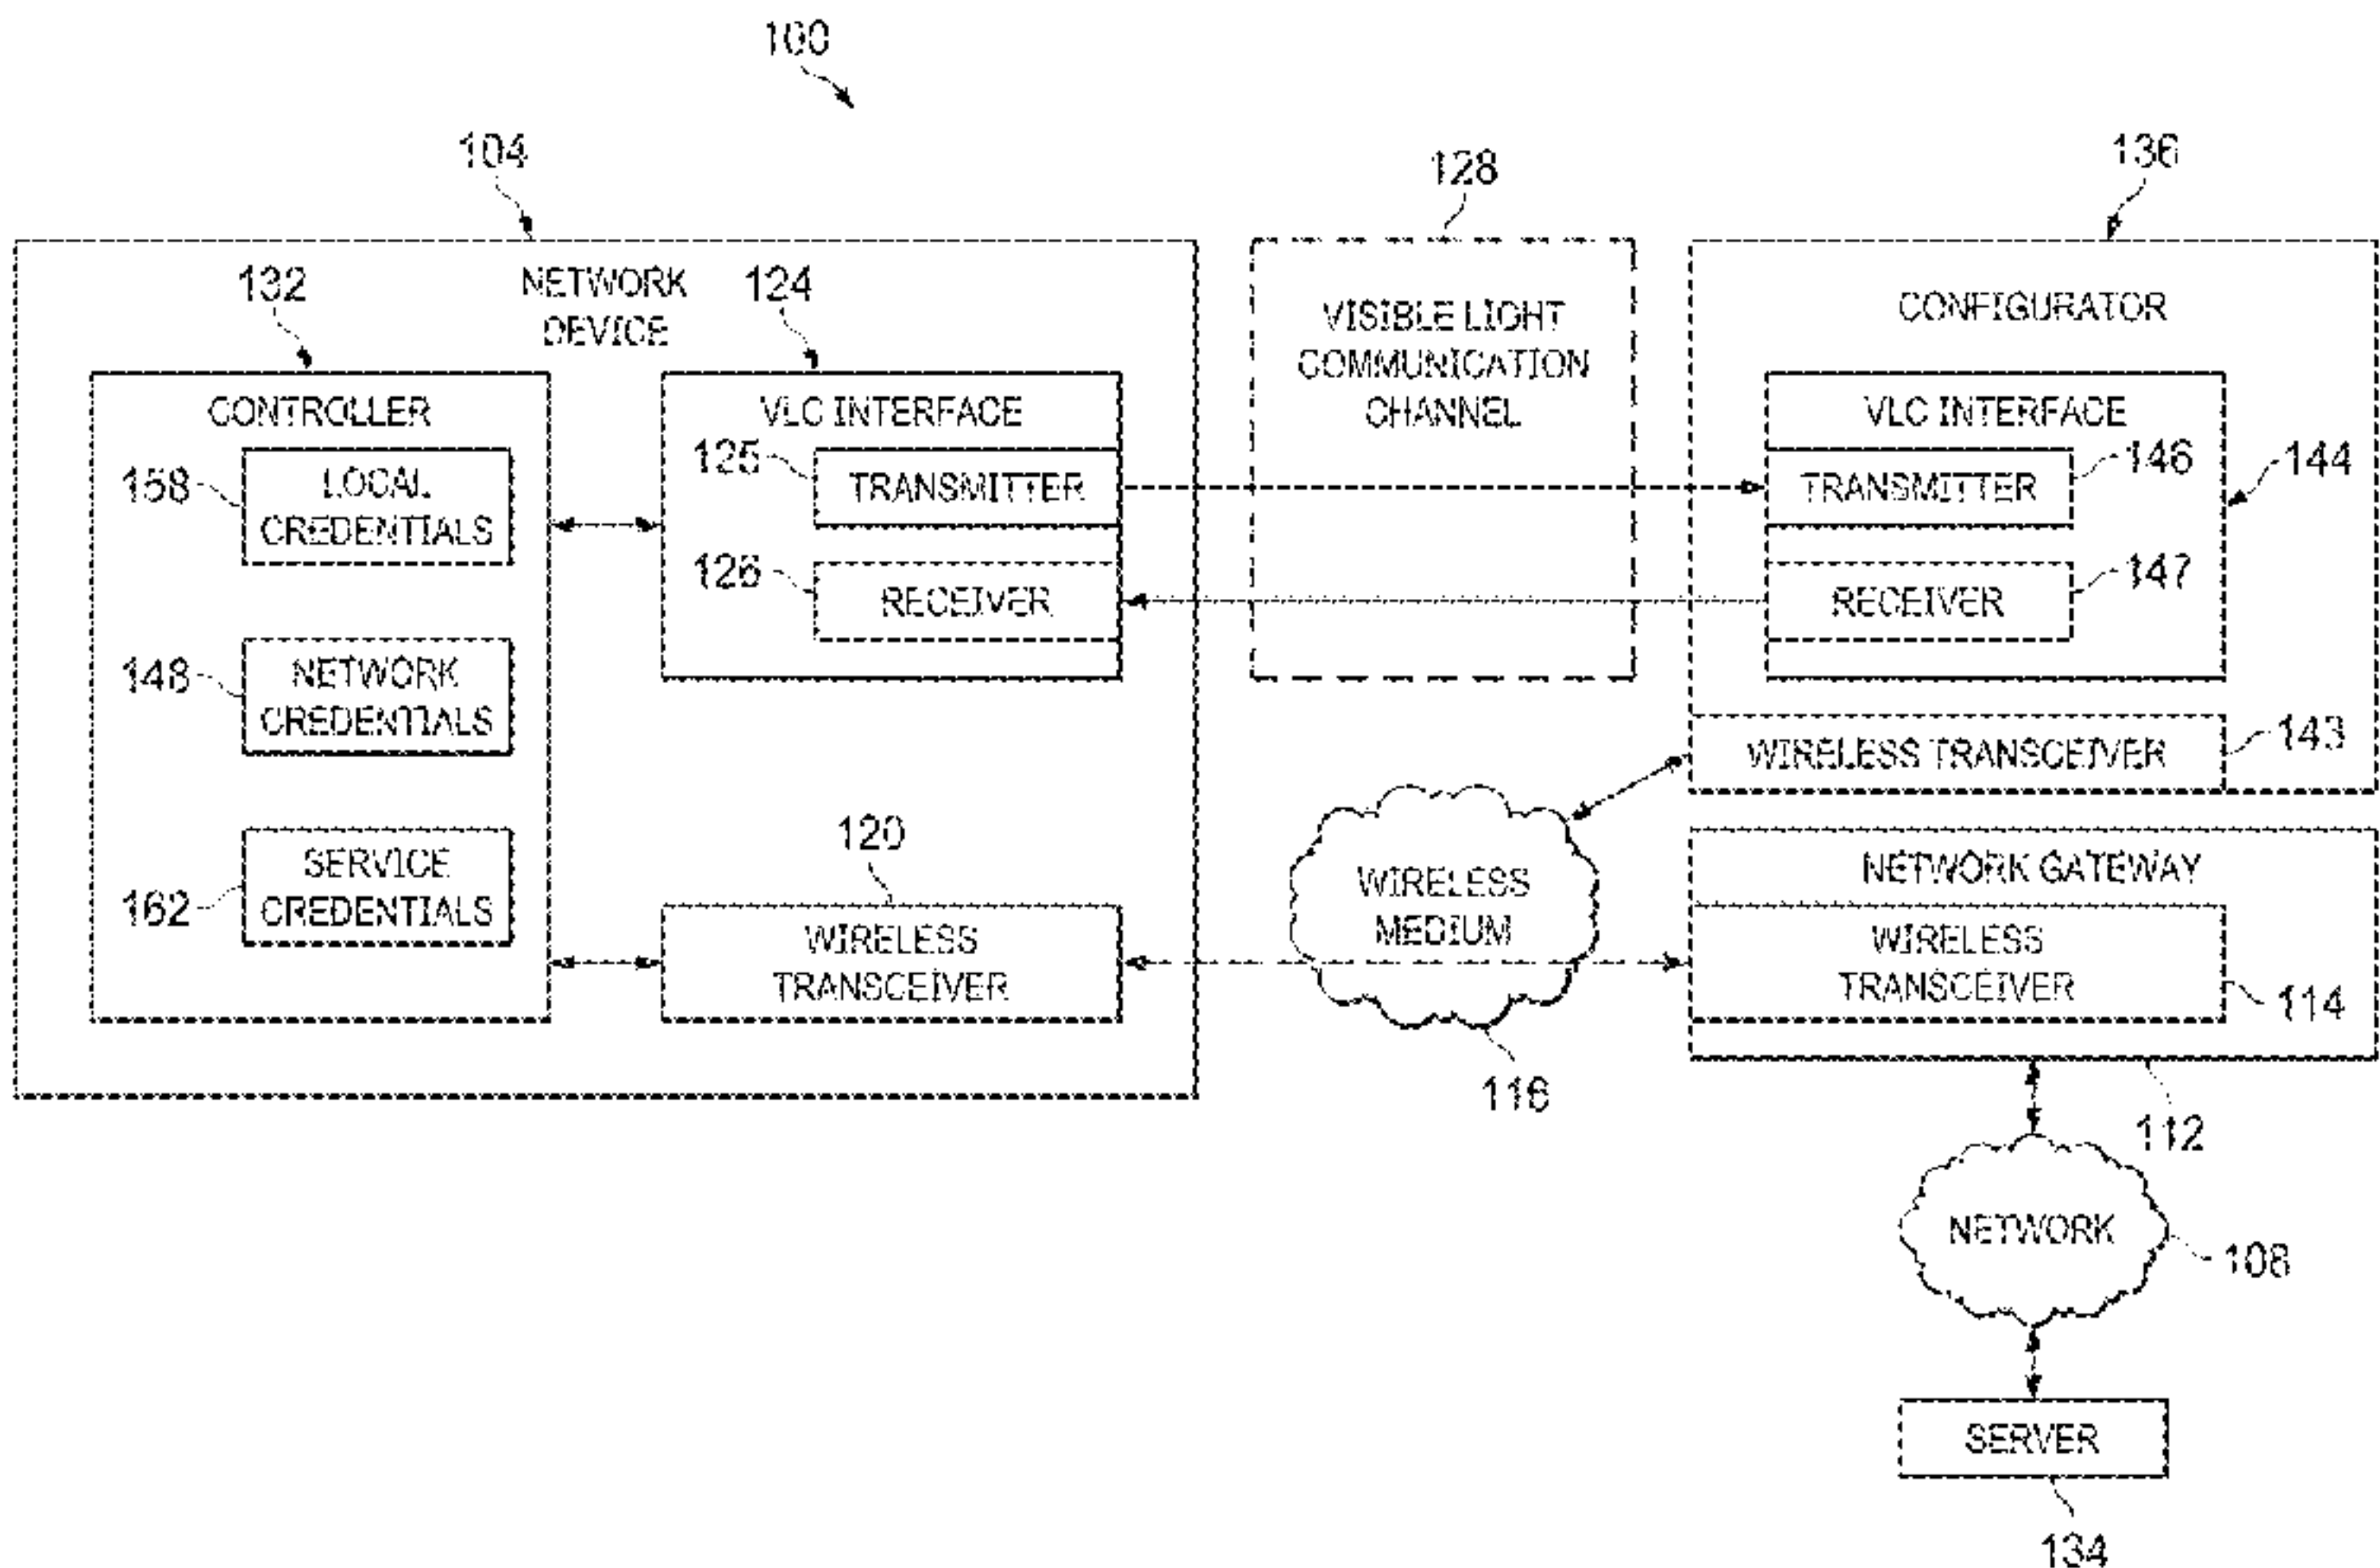 100
104
128
136
132
NETWORK
DEVICE
124
VISIBLE LIGHT
COMMUNICATION
CHANNEL
CONFIGURATOR
CONTROLLER
VLC INTERFACE
VLC INTERFACE
158
LOCAL
CREDENTIALS
125
TRANSMITTER
TRANSMITTER
146
144
126
RECEIVER
RECEIVER
147
148
NETWORK
CREDENTIALS
WIRELESS TRANSCEIVER
143
162
SERVICE
CREDENTIALS
120
WIRELESS
TRANSCEIVER
WIRELESS
MEDIUM
116
NETWORK GATEWAY
WIRELESS
TRANSCEIVER
114
112
NETWORK
108
SERVER
134